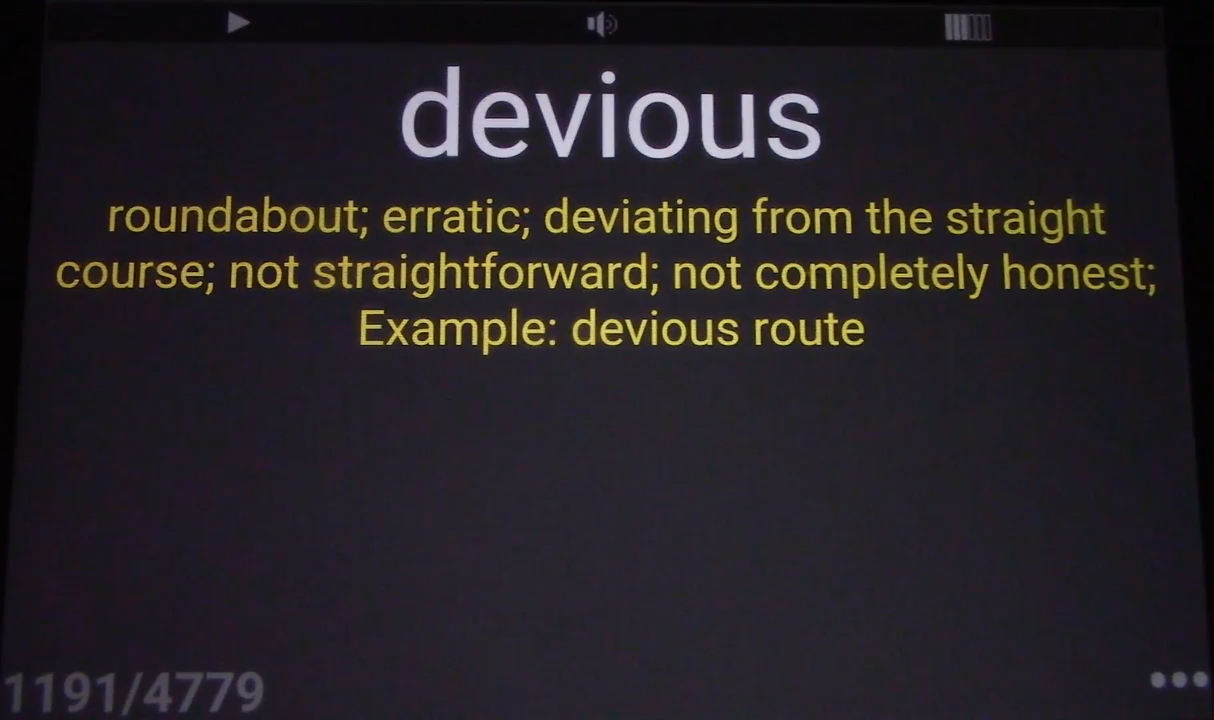 devious
roundabout; erratic; deviating from the straight
course; not straightforward; not completely honest;
Example: devious route
1191/4779